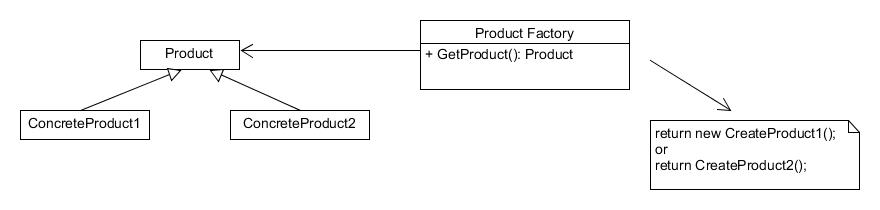 Product Factory
Product
+ GetProduct(): Product
ConcreteProduct1
ConcreteProduct2
return new CreateProduct1();
or
return CreateProduct2();